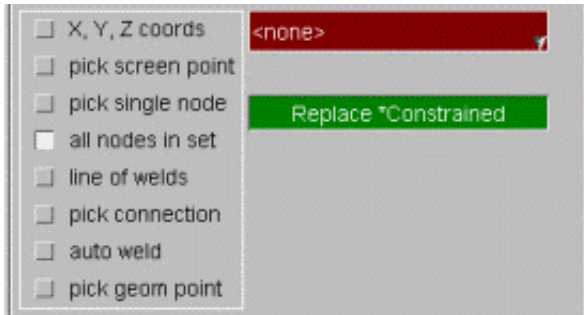 X, Y, Z coords
<none>
pick screen point
pick single node
Replace *Constrained
all nodes in set
line of welds
pick connection
auto weld
pick geom point